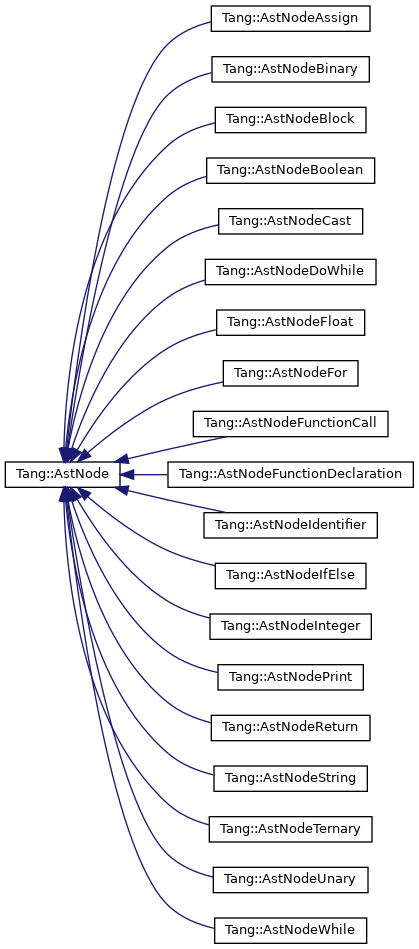 Tang::AstNodeAssign
Tang::AstNodeBinary
Tang::AstNodeBlock
Tang::AstNodeBoolean
Tang::AstNodeCast
Tang::AstNodeDoWhile
Tang::AstNodeFloat
Tang::AstNodeFor
Tang::AstNodeFunctionCall
Tang::AstNode
Tang::AstNodeFunctionDeclaration
Tang::AstNodeIdentifier
Tang::AstNodeIfElse
Tang::AstNodeInteger
Tang::AstNodePrint
Tang::AstNodeReturn
Tang::AstNodeString
Tang::AstNodeTernary
Tang::AstNodeUnary
Tang::AstNodeWhile